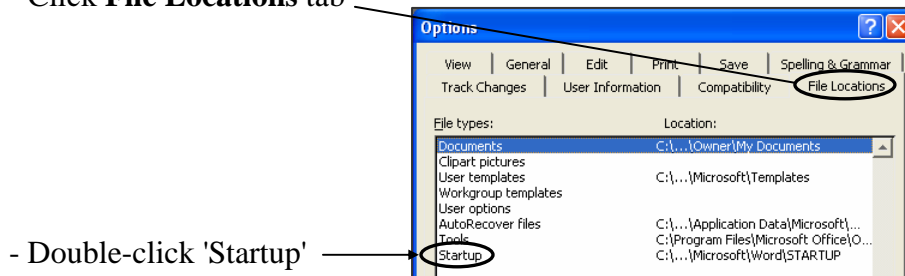 Click File Locations tab
Options
View General Edit Print Save Spelling & Grammar
Track Changes User Information Compatibility File Locations
File types: Location:
Documents C:\...\Owner\My Documents
Clipart pictures
User templates C:\...\Microsoft\Templates
Workgroup templates
User options
AutoRecover files C:\...\Application Data\Microsoft\...
Tools C:\Program Files\Microsoft Office\O...
Startup C:\...\Microsoft\Word\STARTUP
- Double-click 'Startup'